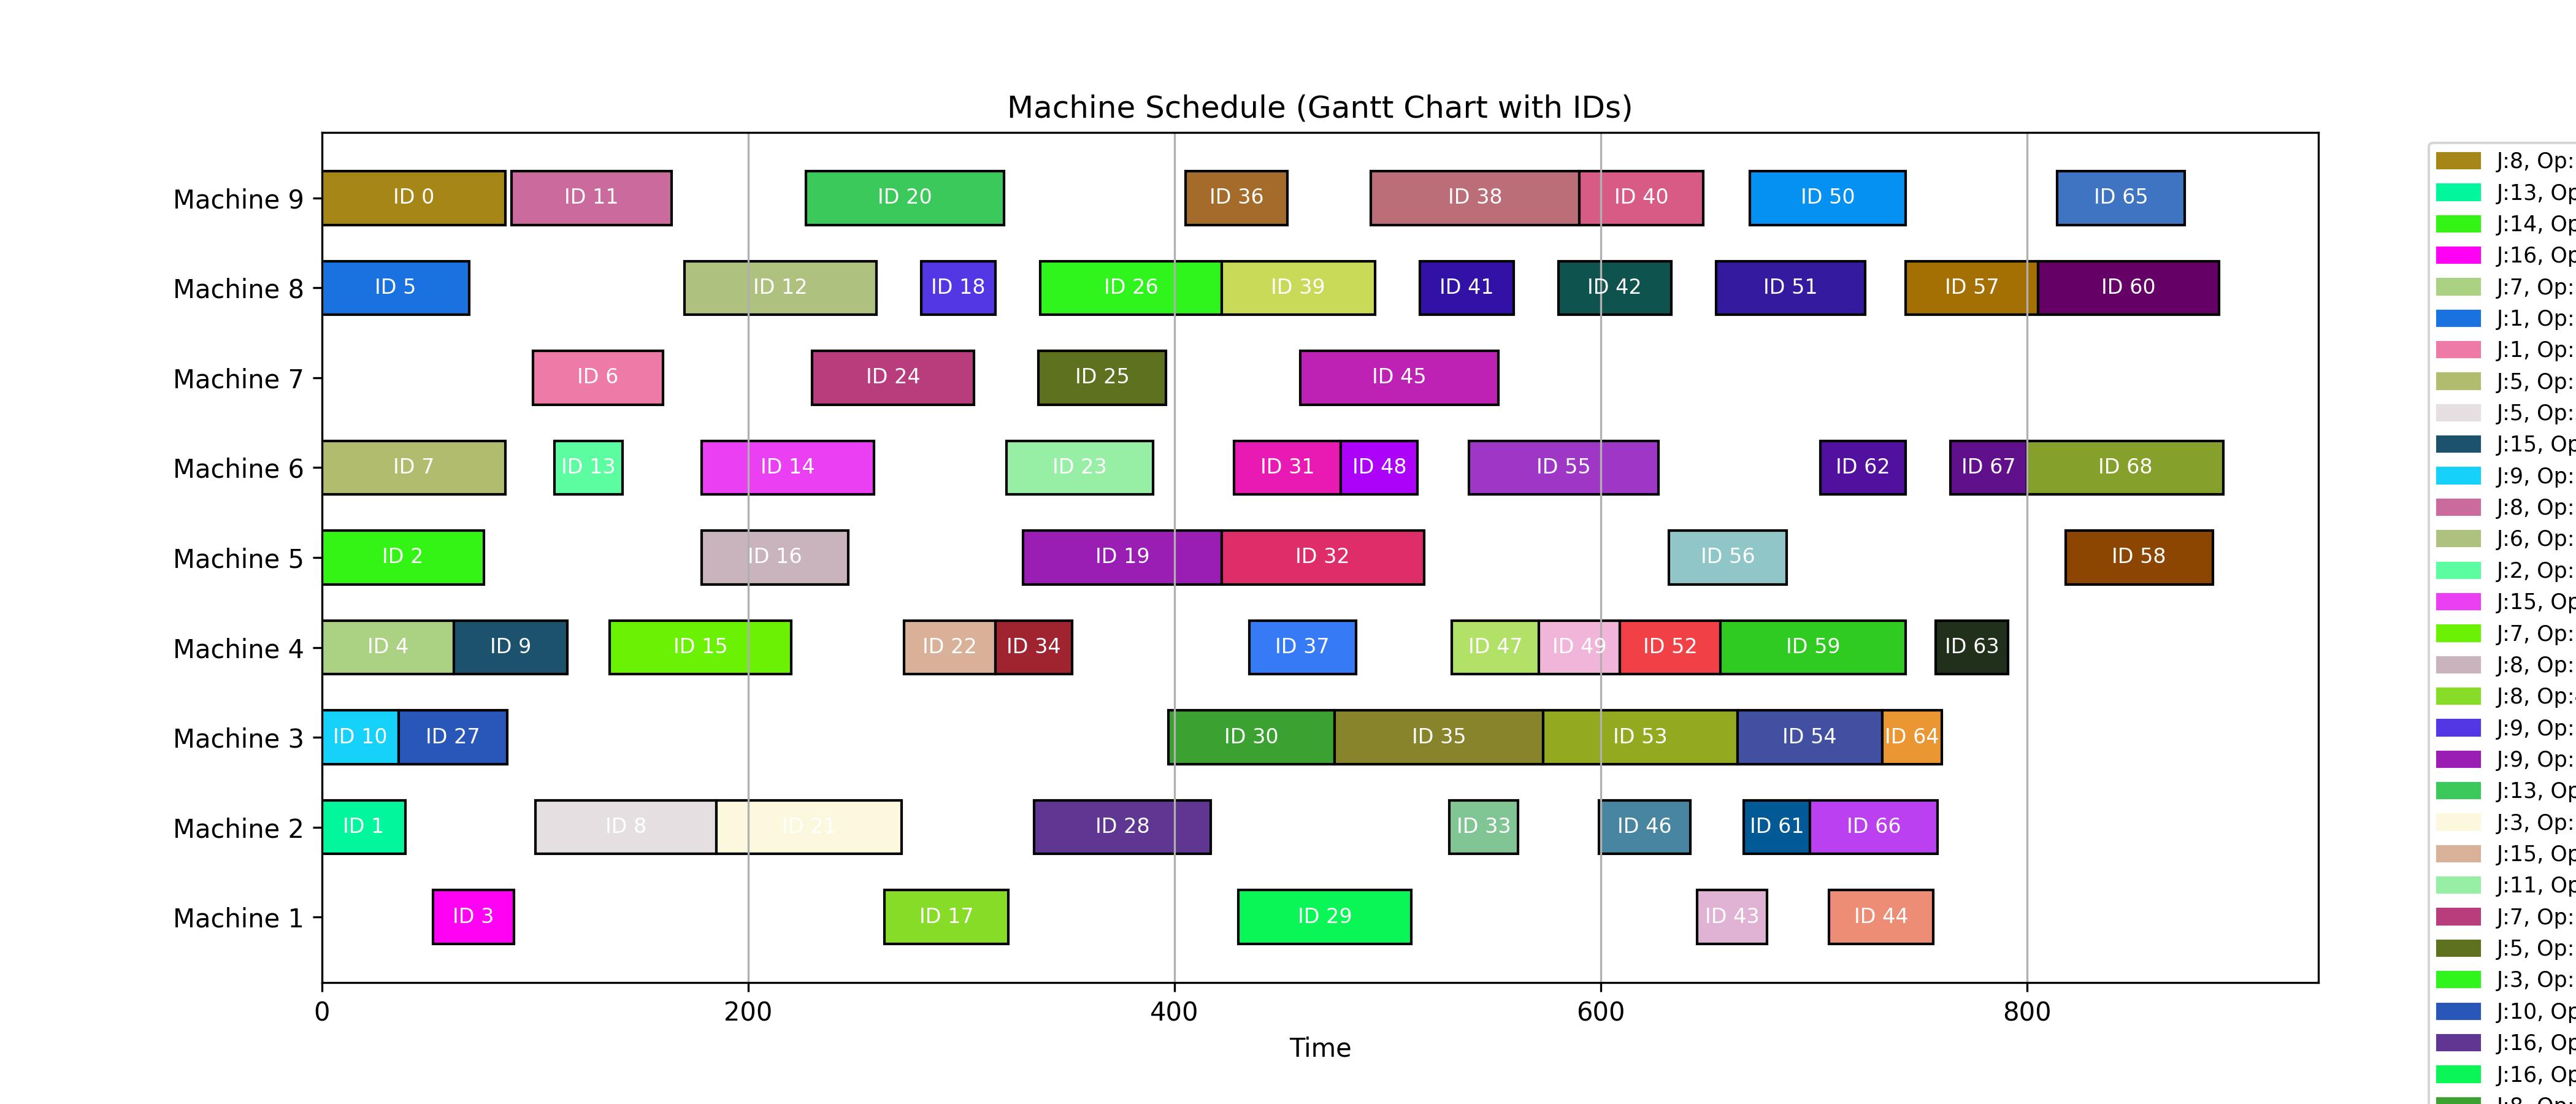 Machine Schedule (Gantt Chart with IDs)
Machine 9
ID 0
ID 11
ID 20
ID 36
ID 38
ID 40
ID 50
ID 65
Machine 8
ID 5
ID 12
ID 18
ID 26
ID 39
ID 41
ID 42
ID 51
ID 57
ID 60
Machine 7
ID 6
ID 24
ID 25
ID 45
Machine 6
ID 7
ID 13
ID 14
ID 23
ID 31
ID 48
ID 55
ID 62
ID 67
ID 68
Machine 5
ID 2
ID 16
ID 19
ID 32
ID 56
ID 58
Machine 4
ID 4
ID 9
ID 15
ID 22
ID 34
ID 37
ID 47
ID 49
ID 52
ID 59
ID 63
Machine 3
ID 10
ID 27
ID 30
ID 35
ID 53
ID 54
ID 64
Machine 2
ID 1
ID 8
ID 21
ID 28
ID 33
ID 46
ID 61
ID 66
Machine 1
ID 3
ID 17
ID 29
ID 43
ID 44
0
200
400
600
800
Time
J:8, Op:
J:13, Op
J:14, Op
J:16, Op
J:7, Op:
J:1, Op:
J:1, Op:
J:5, Op:
J:5, Op:
J:15, Op
J:9, Op:
J:8, Op:
J:6, Op:
J:2, Op:
J:15, Op
J:7, Op:
J:8, Op:
J:8, Op:
J:9, Op:
J:9, Op:
J:13, Op
J:3, Op:
J:15, Op
J:11, Op
J:7, Op:
J:5, Op:
J:3, Op:
J:10, Op
J:16, Op
J:16, Op